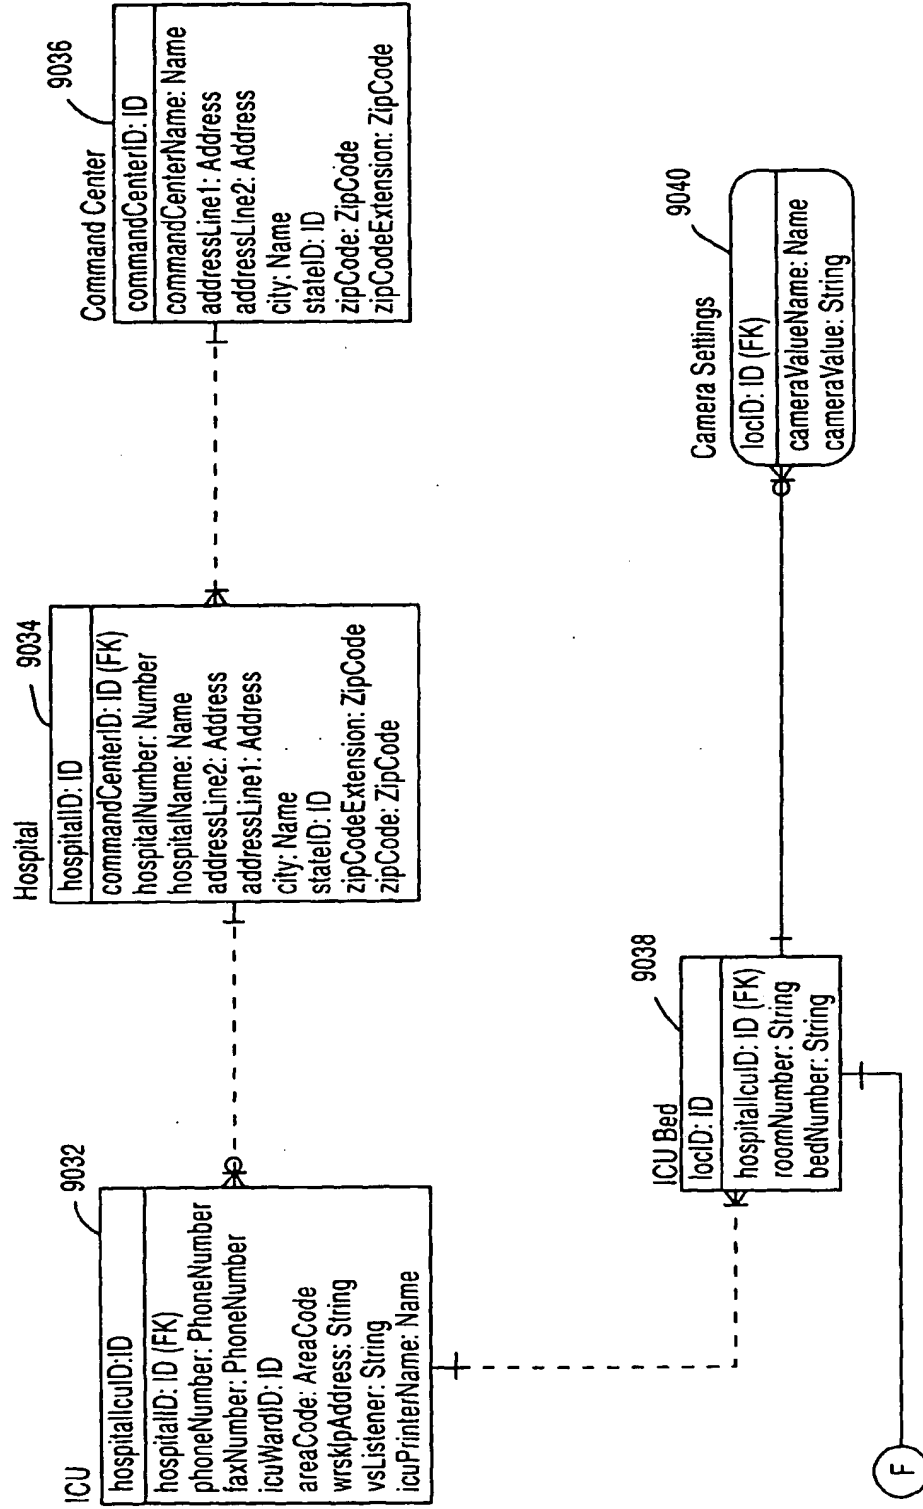 ICU
9032
hospitalIcuID:ID
hospitalID: ID (FK)
phoneNumber: PhoneNumber
faxNumber: PhoneNumber
icuWardID: ID
areaCode: AreaCode
wrskIpAddress: String
vsListener: String
icuPrinterName: Name
Hospital
9034
hospitalID: ID
commandCenterID: ID (FK)
hospitalNumber: Number
hospitalName: Name
addressLine2: Address
addressLine1: Address
city: Name
stateID: ID
zipCodeExtension: ZipCode
zipCode: ZipCode
Command Center
9036
commandCenterID: ID
commandCenterName: Name
addressLine1: Address
addressLine2: Address
city: Name
stateID: ID
zipCode: ZipCode
zipCodeExtension: ZipCode
ICU Bed
9038
locID: ID
hospitalIcuID: ID (FK)
roomNumber: String
bedNumber: String
Camera Settings
9040
locID: ID (FK)
cameraValueName: Name
cameraValue: String
F